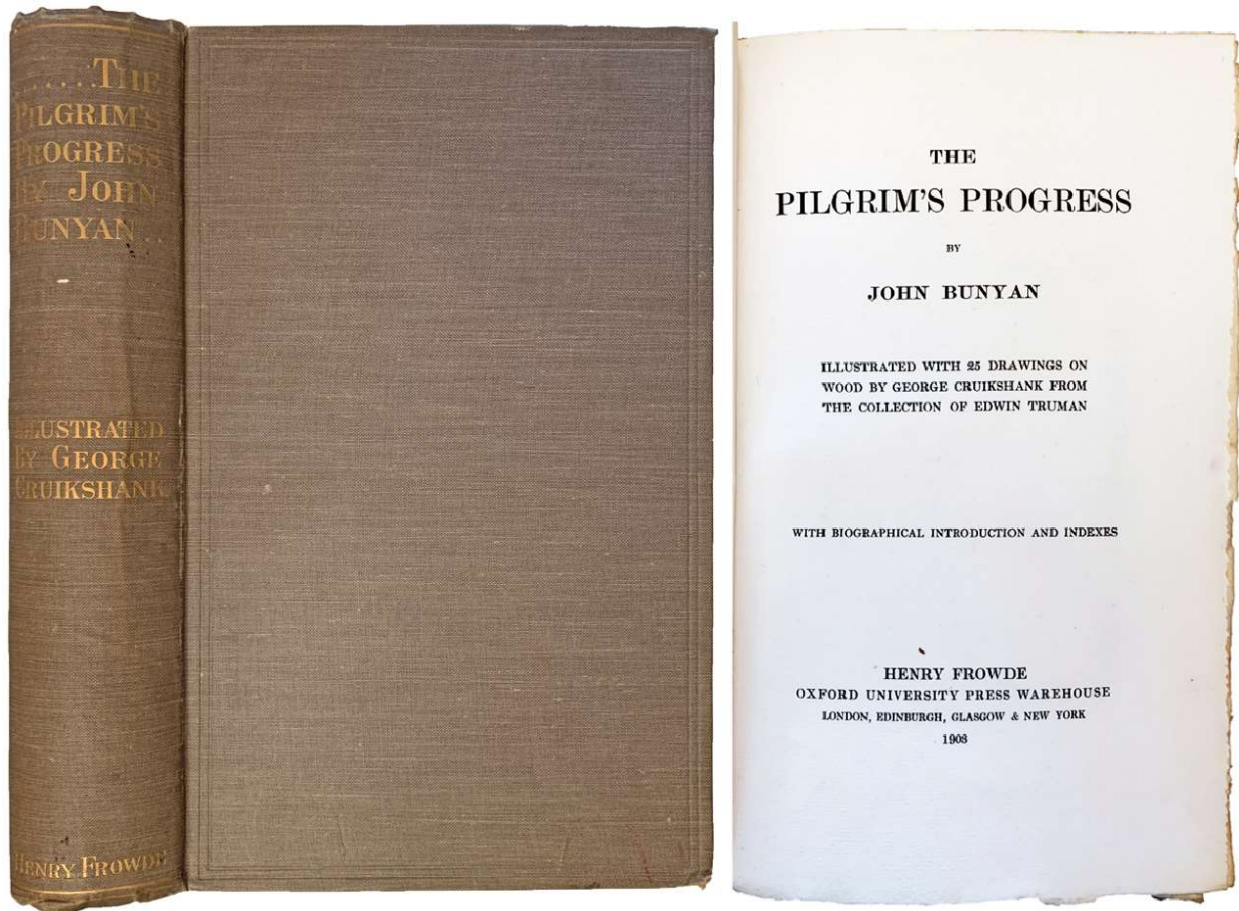 ......THE
PILGRIM'S
PROGRESS
BY JOHN
BUNYAN..
ILLUSTRATED
BY GEORGE
CRUIKSHANK
HENRY FROWDE
THE
PILGRIM'S PROGRESS
BY
JOHN BUNYAN
ILLUSTRATED WITH 25 DRAWINGS ON
WOOD BY GEORGE CRUIKSHANK FROM
THE COLLECTION OF EDWIN TRUMAN
WITH BIOGRAPHICAL INTRODUCTION AND INDEXES
HENRY FROWDE
OXFORD UNIVERSITY PRESS WAREHOUSE
LONDON, EDINBURGH, GLASGOW & NEW YORK
1903